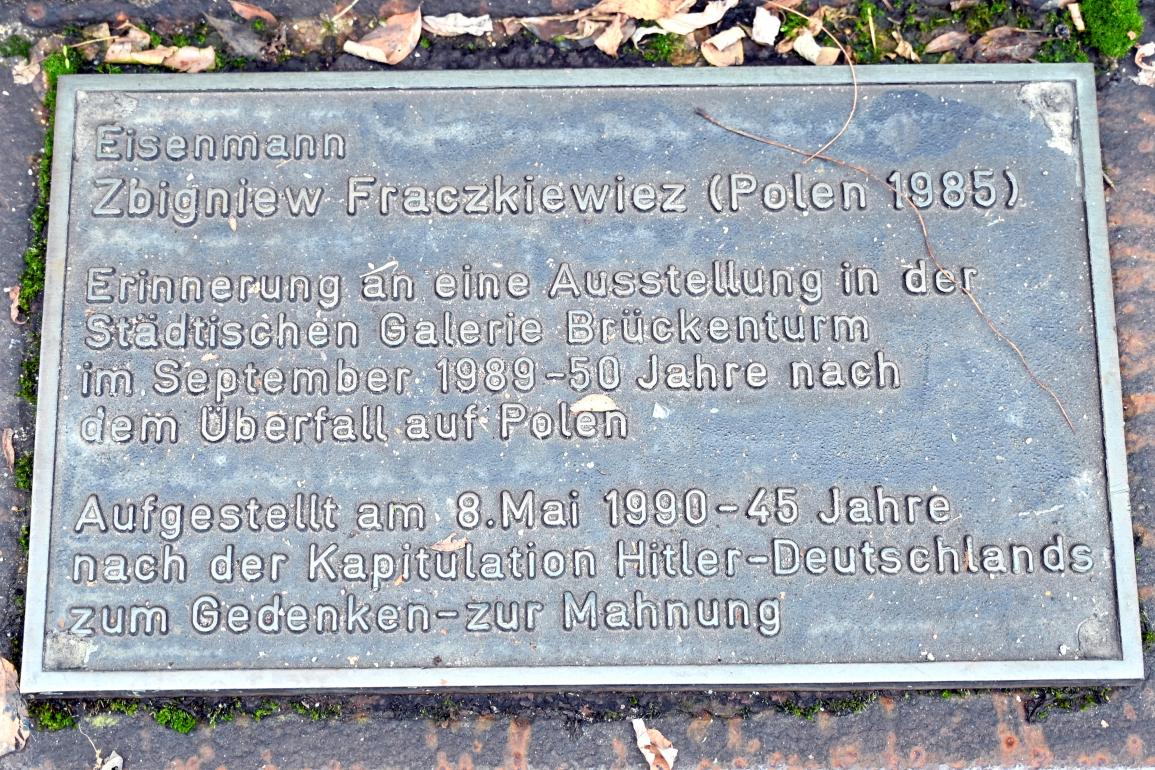 Eisenmann
Zbigniew Fraczkiewiez (Polen 1985)
Erinnerung an eine Ausstellung in der
Städtischen Galerie Brückenturm
im September 1989-50 Jahre nach
dem Überfall auf Polen
Aufgestellt am 8.Mai 1990-45 Jahre
nach der Kapitulation Hitler-Deutschlands
zum Gedenken-zur Mahnung